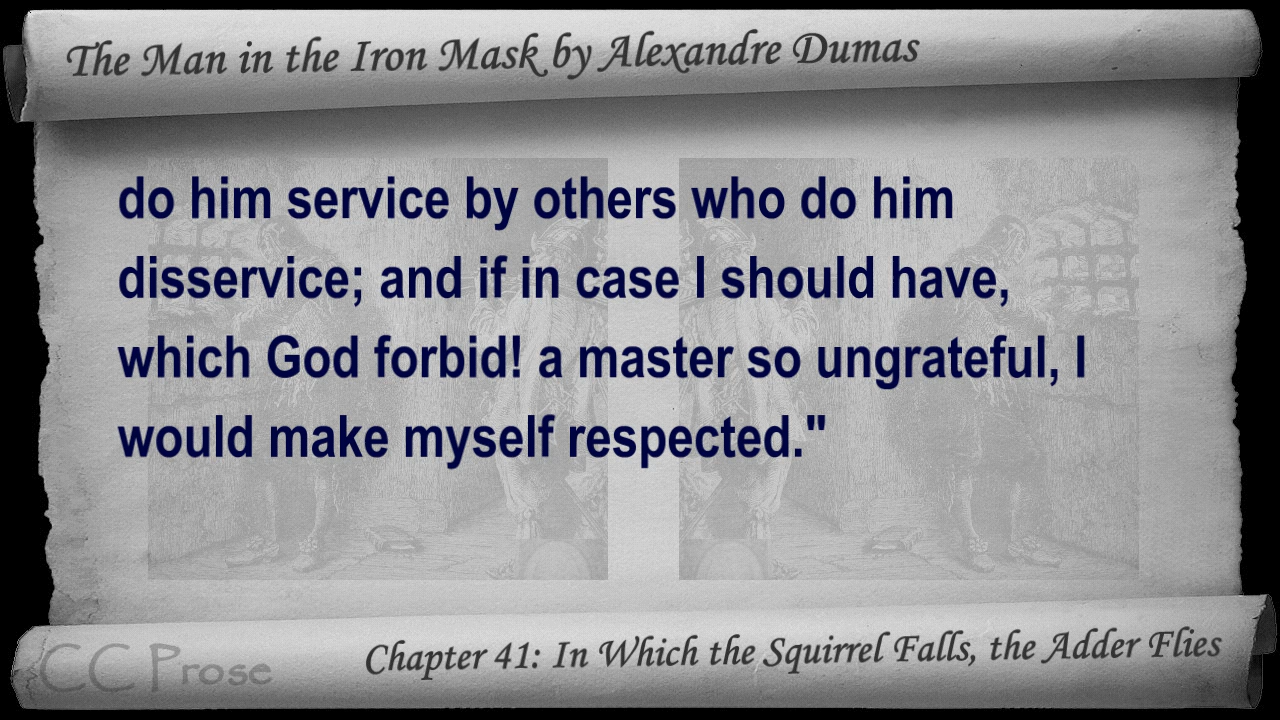 The Man in the Iron Mask by Alexandre Dumas
do him service by others who do him
disservice; and if in case I should have,
which God forbid! a master so ungrateful, I
would make myself respected."
CC Prose
Chapter 41: In Which the Squirrel Falls, the Adder Flies